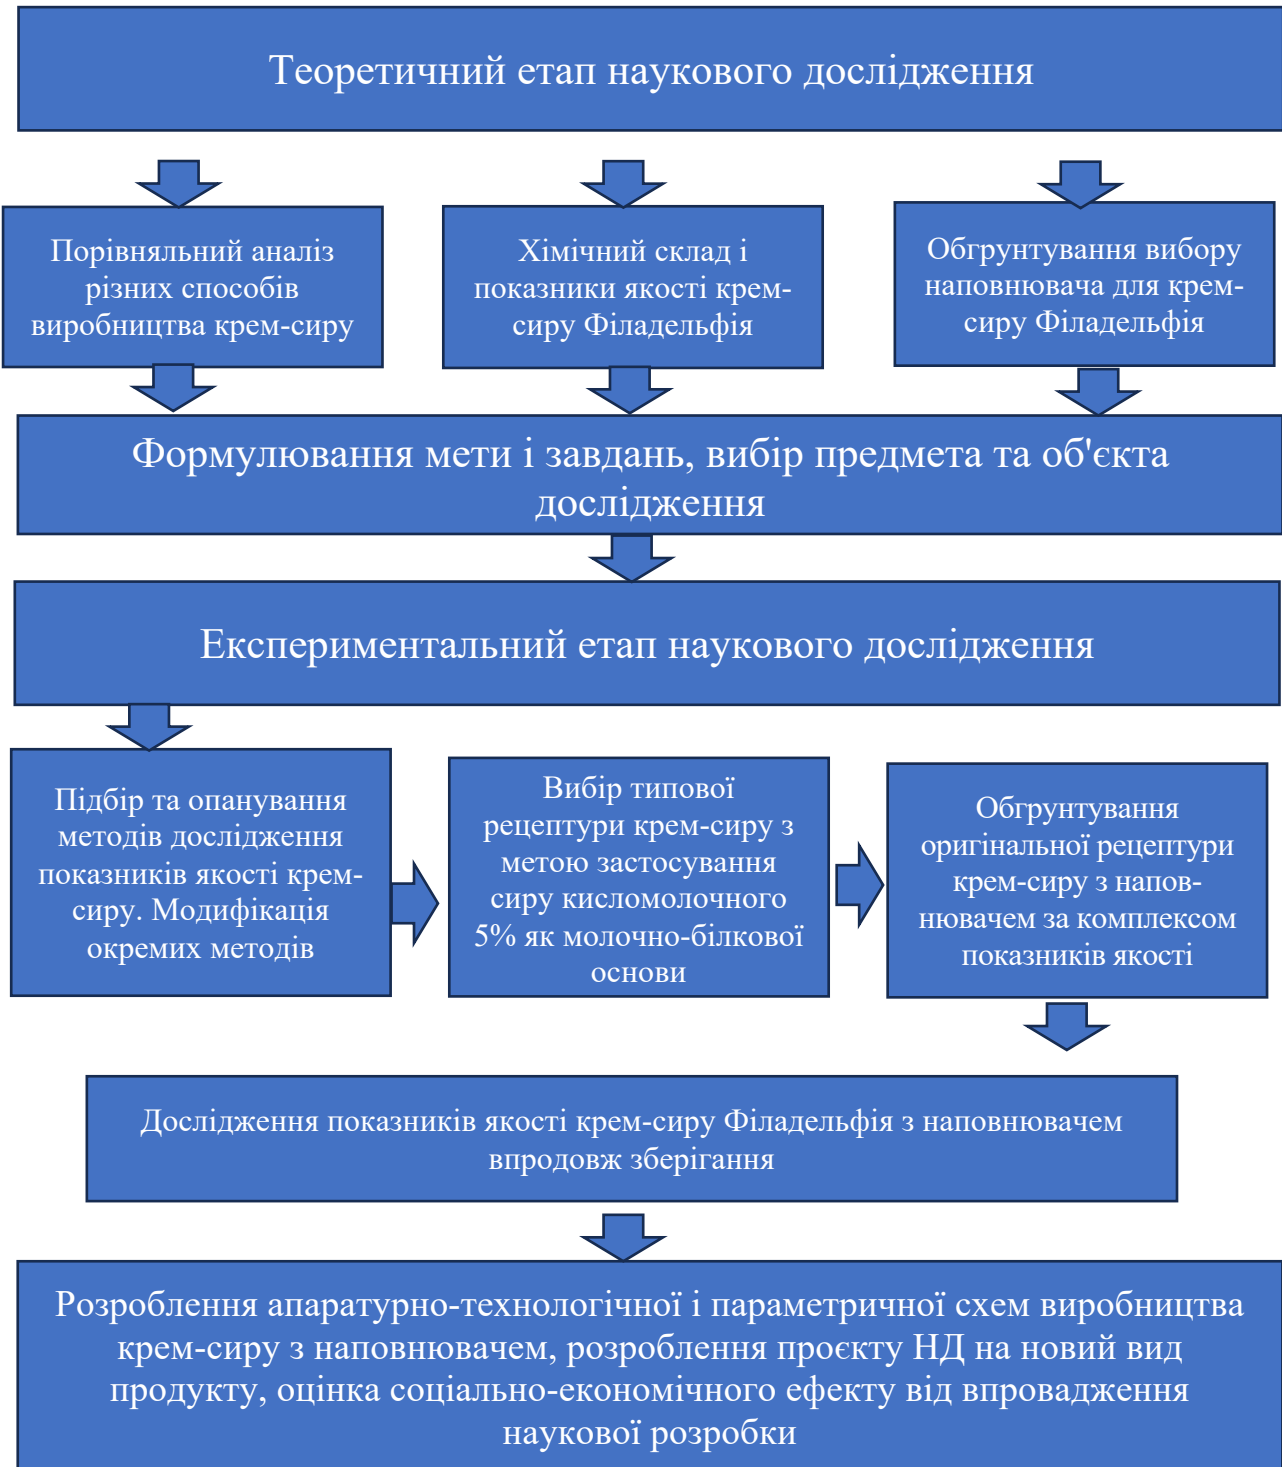 Теоретичний етап наукового дослідження
Порівняльний аналіз
різних способів
виробництва крем-сиру
Хімічний склад і
показники якості крем-
сиру Філадельфія
Обгрунтування вибору
наповнювача для крем-
сиру Філадельфія
Формулювання мети і завдань, вибір предмета та об'єкта
дослідження
Експериментальний етап наукового дослідження
Підбір та опанування
методів дослідження
показників якості крем-
сиру. Модифікація
окремих методів
Вибір типової
рецептури крем-сиру з
метою застосування
сиру кисломолочного
5% як молочно-білкової
основи
Обгрунтування
оригінальної рецептури
крем-сиру з напов-
нювачем за комплексом
показників якості
Дослідження показників якості крем-сиру Філадельфія з наповнювачем
впродовж зберігання
Розроблення апаратурно-технологічної і параметричної схем виробництва
крем-сиру з наповнювачем, розроблення проєкту НД на новий вид
продукту, оцінка соціально-економічного ефекту від впровадження
наукової розробки